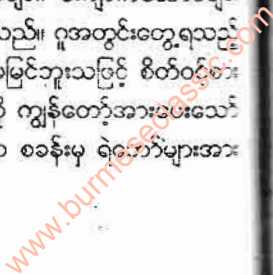 သည်။ ဂူအတွင်းတွေ့ရသည့်
မမြင်ဘူးသဖြင့် စိတ်ဝင်စား
ကျွန်တော့်အားပေးသော်
စခန်းမှ ရဲဘော်များအား
www.burmeseclassic.com